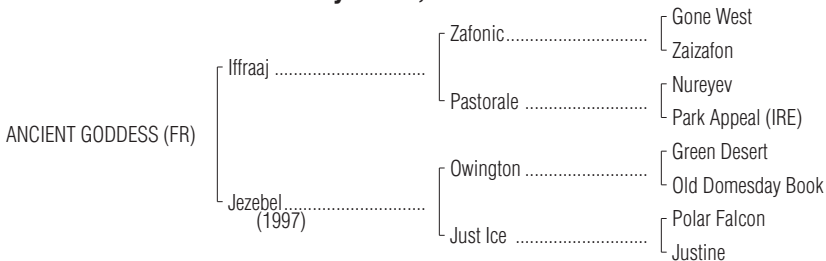 Gone West
Zafonic
Zaizafon
Iffraaj
Nureyev
Pastorale
Park Appeal (IRE)
ANCIENT GODDESS (FR)
Green Desert
Owington
Old Domesday Book
Jezebel
(1997)
Polar Falcon
Just Ice
Justine